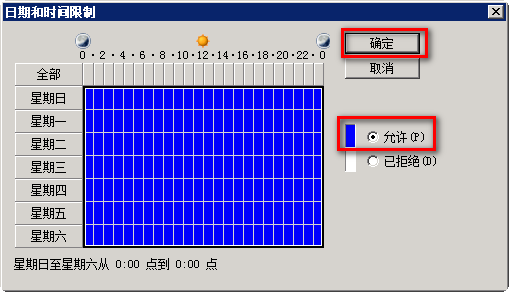 日期和时间限制
确定
0·2·4·6·8·10·12·14·16·18·20·22·0
取消
全部
星期日
星期一
星期二
允许(P)
星期三
已拒绝(D)
星期四
星期五
星期六
星期日至星期六从 0:00 点到 0:00 点